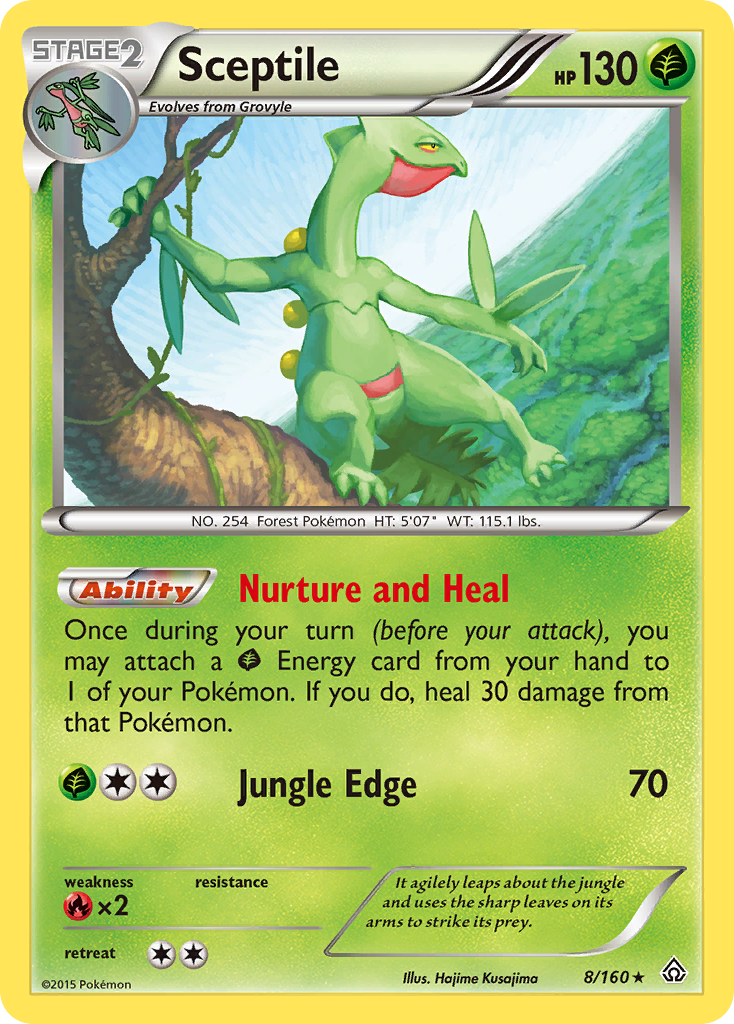 STAGE2
Sceptile
HP130
Evolves from Grovyle
NO. 254 Forest Pokémon HT: 5'07" WT: 115.1 lbs.
Ability Nurture and Heal
Once during your turn (before your attack), you
may attach a Energy card from your hand to
1 of your Pokémon. If you do, heal 30 damage from
that Pokémon.
Jungle Edge 70
weakness resistance
×2
retreat
It agilely leaps about the jungle
and uses the sharp leaves on its
arms to strike its prey.
©2015 Pokémon
Illus. Hajime Kusajima
8/160★